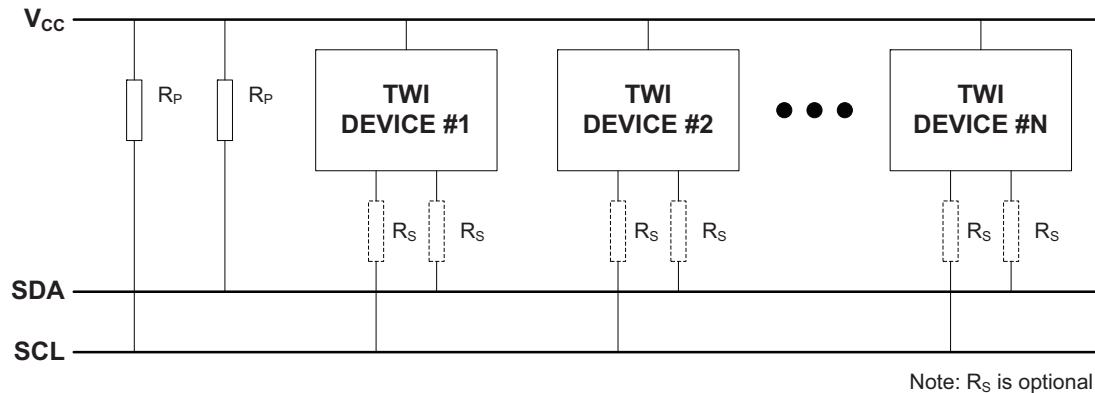 VCC
RP
RP
TWI
DEVICE #1
TWI
DEVICE #2
TWI
DEVICE #N
RS
RS
RS
RS
RS
RS
SDA
SCL
Note: RS is optional